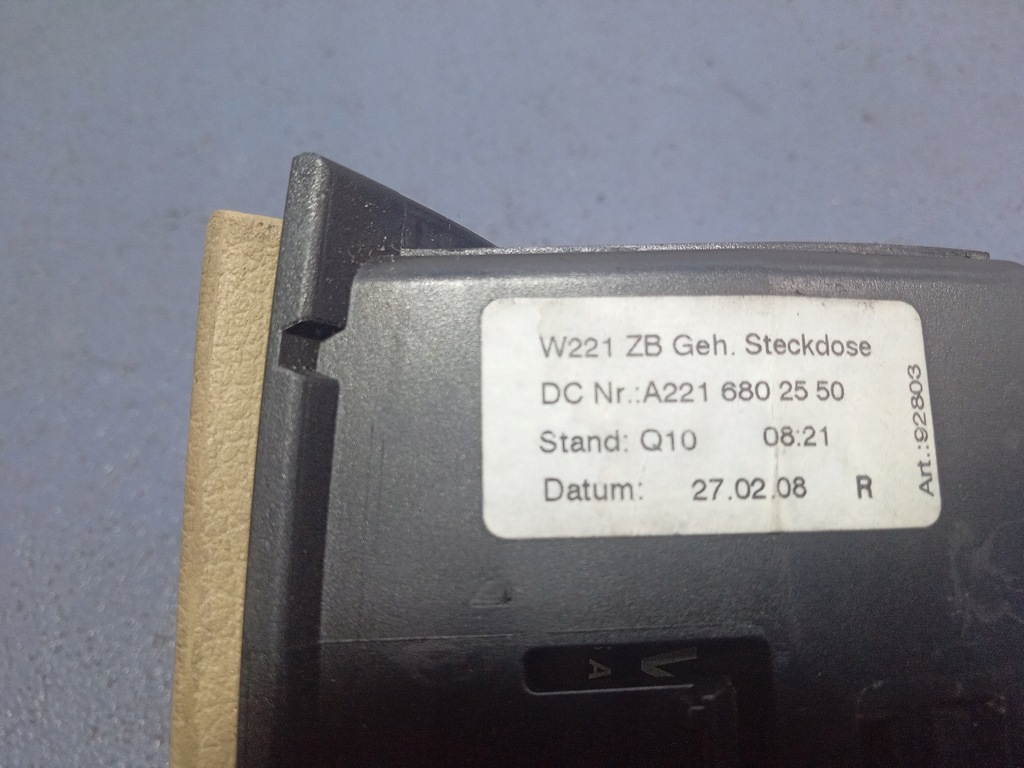 W221 ZB Geh. Steckdose
DC Nr.:A221 680 25 50
Stand: Q10 08:21
Datum: 27.02.08 R
Art.:92803
A